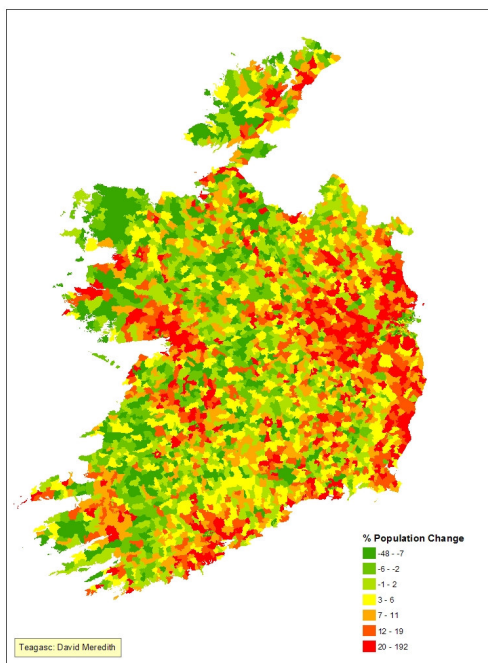 % Population Change
-48 - -7
-6 - -2
-1 - 2
3 - 6
7 - 11
12 - 19
20 - 192
Teagasc: David Meredith